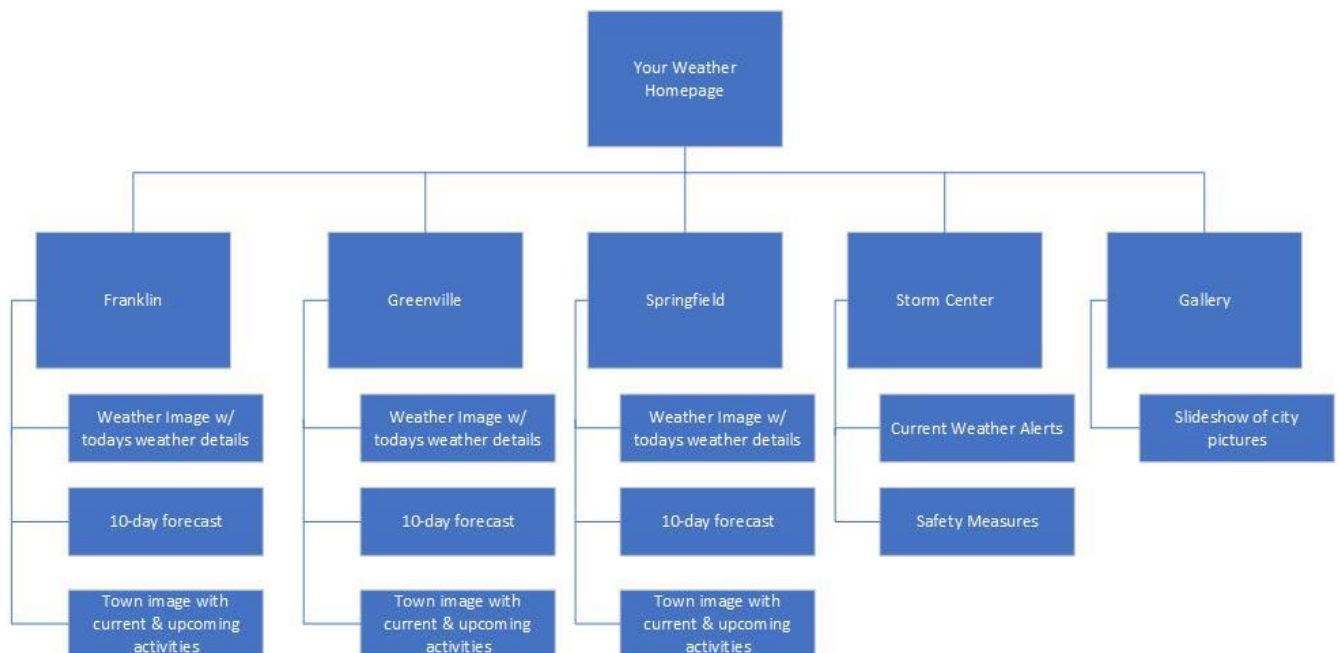 Your Weather
Homepage
Franklin
Greenville
Springfield
Storm Center
Gallery
Weather Image w/
todays weather details
Weather Image w/
todays weather details
Weather Image w/
todays weather details
Current Weather Alerts
Slideshow of city
pictures
10-day forecast
10-day forecast
10-day forecast
Safety Measures
Town image with
current & upcoming
activities
Town image with
current & upcoming
activities
Town image with
current & upcoming
activities